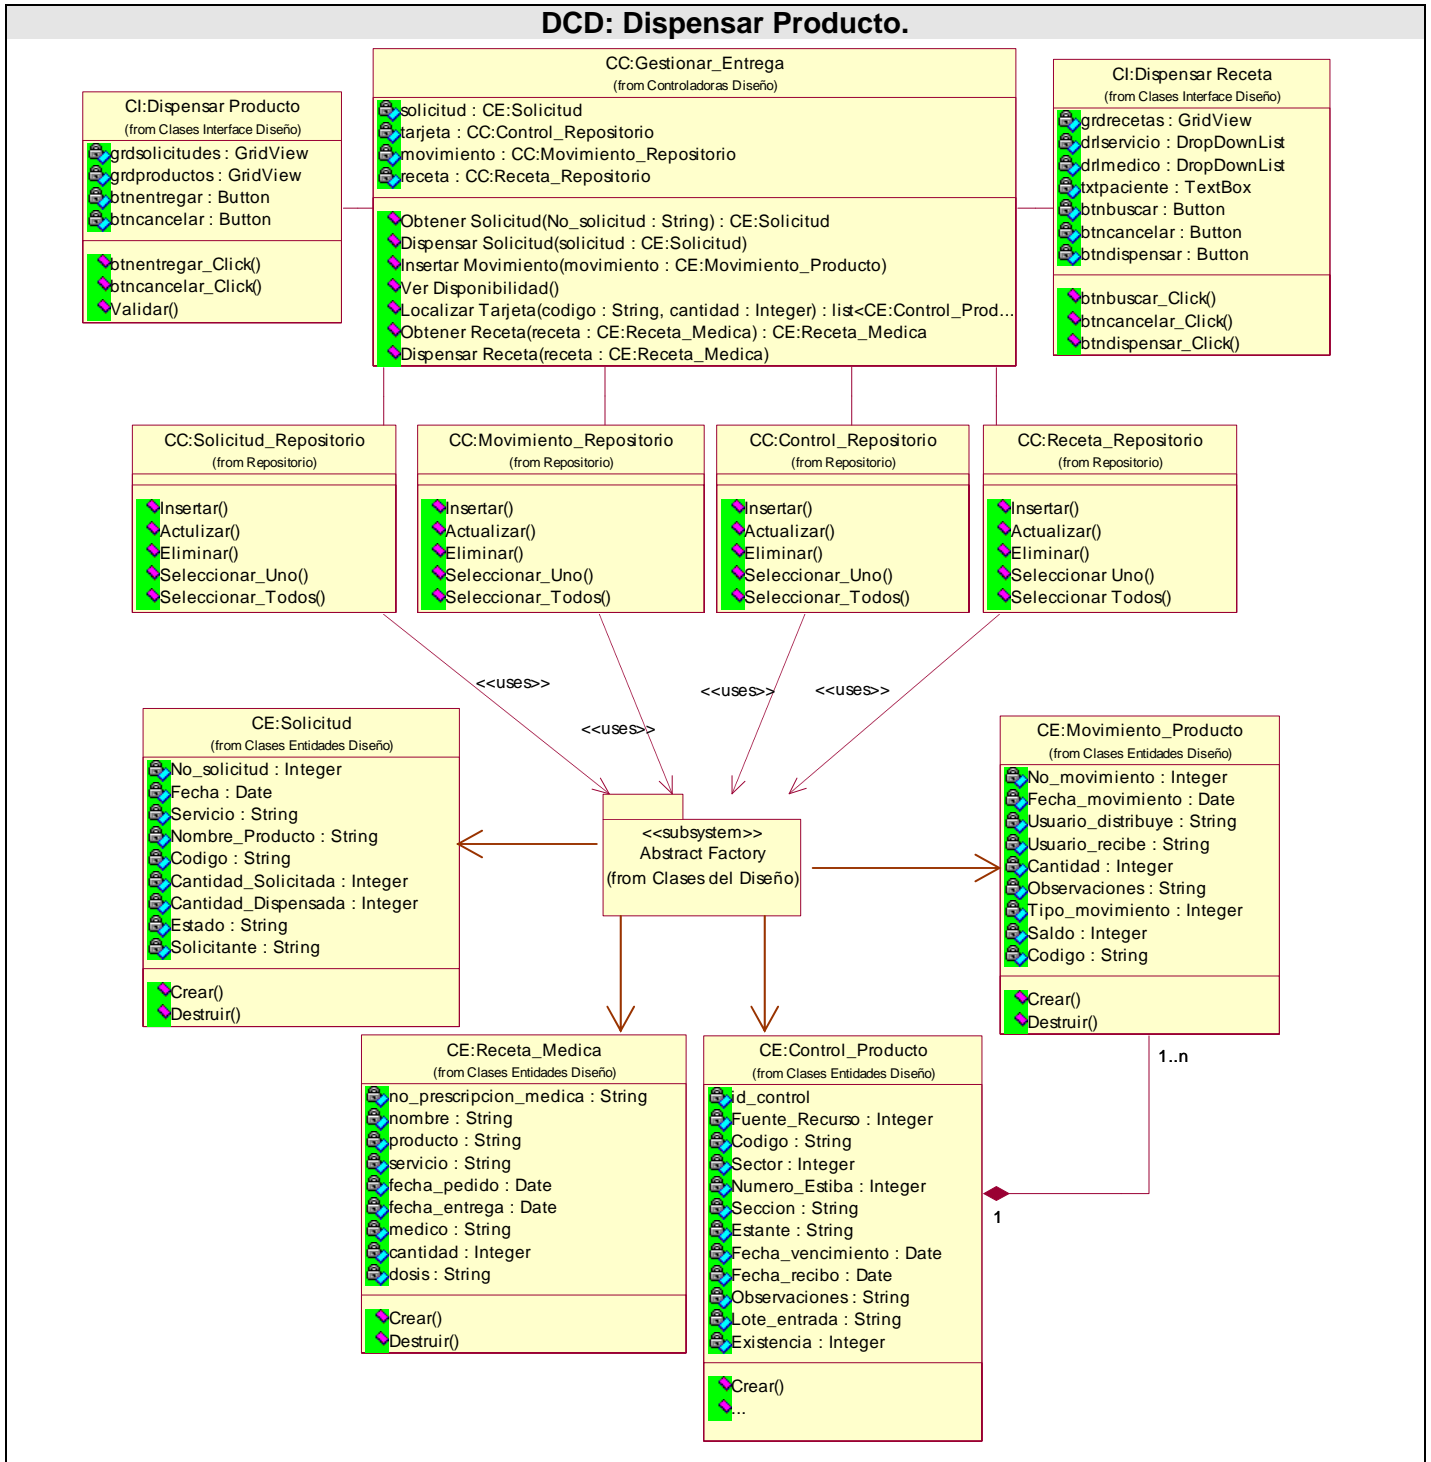 DCD: Dispensar Producto.
CI:Dispensar Producto
(from Clases Interface Diseño)
grdsolicitudes : GridView
grdproductos : GridView
btnentregar : Button
btncancelar : Button
btnentregar_Click()
btncancelar_Click()
Validar()
CC:Gestionar_Entrega
(from Controladoras Diseño)
solicitud : CE:Solicitud
tarjeta : CC:Control_Repositorio
movimiento : CC:Movimiento_Repositorio
receta : CC:Receta_Repositorio
Obtener Solicitud(No_solicitud : String) : CE:Solicitud
Dispensar Solicitud(solicitud : CE:Solicitud)
Insertar Movimiento(movimiento : CE:Movimiento_Producto)
Ver Disponibilidad()
Localizar Tarjeta(codigo : String, cantidad : Integer) : list<CE:Control_Prod...
Obtener Receta(receta : CE:Receta_Medica) : CE:Receta_Medica
Dispensar Receta(receta : CE:Receta_Medica)
CI:Dispensar Receta
(from Clases Interface Diseño)
grdrecetas : GridView
drlservicio : DropDownList
drlmedico : DropDownList
txtpaciente : TextBox
btnbuscar : Button
btncancelar : Button
btndispensar : Button
btnbuscar_Click()
btncancelar_Click()
btndispensar_Click()
CC:Solicitud_Repositorio
(from Repositorio)
Insertar()
Actulizar()
Eliminar()
Seleccionar_Uno()
Seleccionar_Todos()
CC:Movimiento_Repositorio
(from Repositorio)
Insertar()
Actualizar()
Eliminar()
Seleccionar_Uno()
Seleccionar_Todos()
CC:Control_Repositorio
(from Repositorio)
Insertar()
Actualizar()
Eliminar()
Seleccionar_Uno()
Seleccionar_Todos()
CC:Receta_Repositorio
(from Repositorio)
Insertar()
Actualizar()
Eliminar()
Seleccionar Uno()
Seleccionar Todos()
<<uses>>
<<uses>>
<<uses>>
<<uses>>
CE:Solicitud
(from Clases Entidades Diseño)
No_solicitud : Integer
Fecha : Date
Servicio : String
Nombre_Producto : String
Codigo : String
Cantidad_Solicitada : Integer
Cantidad_Dispensada : Integer
Estado : String
Solicitante : String
Crear()
Destruir()
<<subsystem>>
Abstract Factory
(from Clases del Diseño)
CE:Movimiento_Producto
(from Clases Entidades Diseño)
No_movimiento : Integer
Fecha_movimiento : Date
Usuario_distribuye : String
Usuario_recibe : String
Cantidad : Integer
Observaciones : String
Tipo_movimiento : Integer
Saldo : Integer
Codigo : String
Crear()
Destruir()
CE:Receta_Medica
(from Clases Entidades Diseño)
no_prescripcion_medica : String
nombre : String
producto : String
servicio : String
fecha_pedido : Date
fecha_entrega : Date
medico : String
cantidad : Integer
dosis : String
Crear()
Destruir()
CE:Control_Producto
(from Clases Entidades Diseño)
id_control
Fuente_Recurso : Integer
Codigo : String
Sector : Integer
Numero_Estiba : Integer
Seccion : String
Estante : String
Fecha_vencimiento : Date
Fecha_recibo : Date
Observaciones : String
Lote_entrada : String
Existencia : Integer
Crear()
...
1..n
1